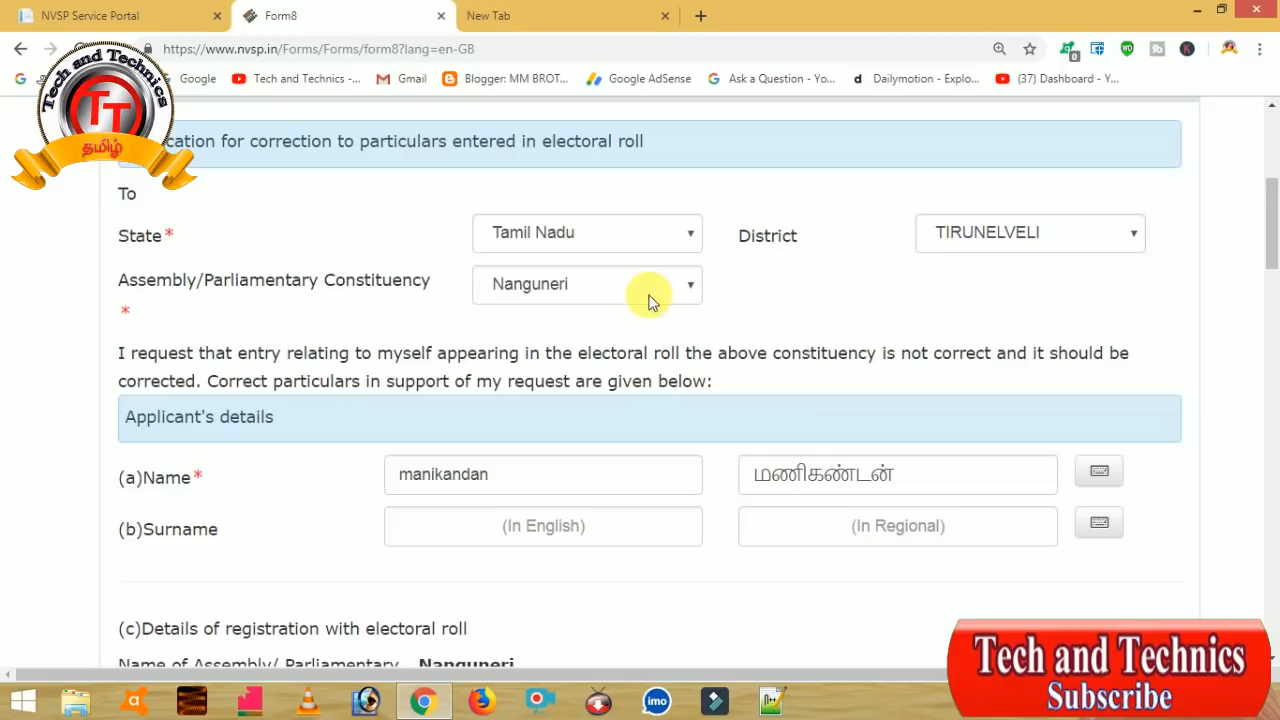 NVSP Service Portal
Form8
New Tab
https://www.nvsp.in/Forms/Forms/form8?lang=en-GB
Google
Tech and Technics -...
Gmail
Blogger: MM BROT...
Google AdSense
Ask a Question - Yo...
Dailymotion - Explo...
(37) Dashboard - Y...
Tech and Technics
TT
தமிழ்
cation for correction to particulars entered in electoral roll
To
State*
Tamil Nadu
District
TIRUNELVELI
Assembly/Parliamentary Constituency
*
Nanguneri
I request that entry relating to myself appearing in the electoral roll the above constituency is not correct and it should be
corrected. Correct particulars in support of my request are given below:
Applicant's details
(a)Name*
manikandan
மணிகண்டன்
(b)Surname
(In English)
(In Regional)
(c)Details of registration with electoral roll
Name of Assembly/ Parliamentary
Nanguneri
Tech and Technics
Subscribe
imo